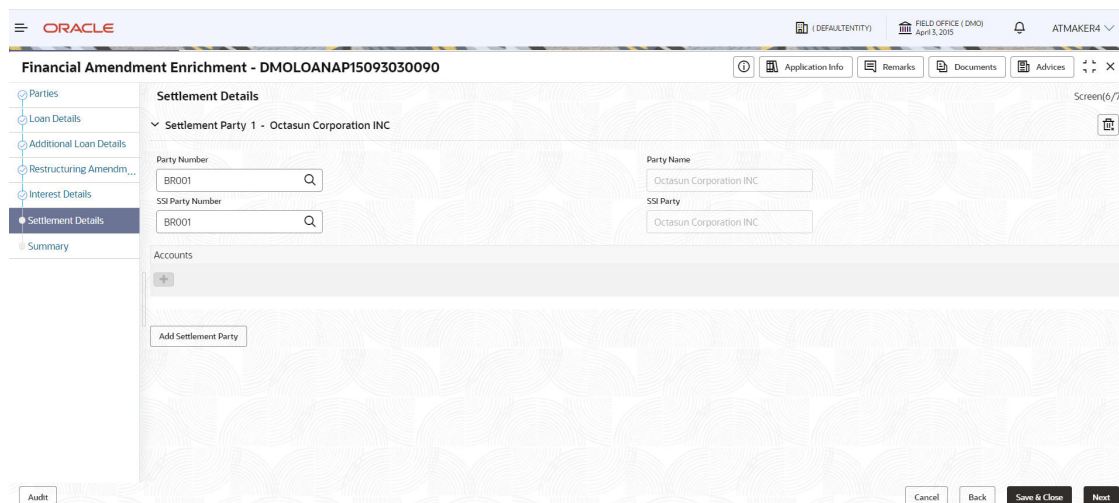 ORACLE
( DEFAULTENTITY)
FIELD OFFICE ( DMO)
April 3, 2015
ATMAKER4
Financial Amendment Enrichment - DMOLOANAP15093030090
Application Info
Remarks
Documents
Advices
Parties
Loan Details
Additional Loan Details
Restructuring Amendm...
Interest Details
Settlement Details
Summary
Settlement Details
Screen(6/7
Settlement Party 1 - Octasun Corporation INC
Party Number
Party Name
BR001
Octasun Corporation INC
SSI Party Number
SSI Party
BR001
Octasun Corporation INC
Accounts
Add Settlement Party
Audit
Cancel
Back
Save & Close
Next